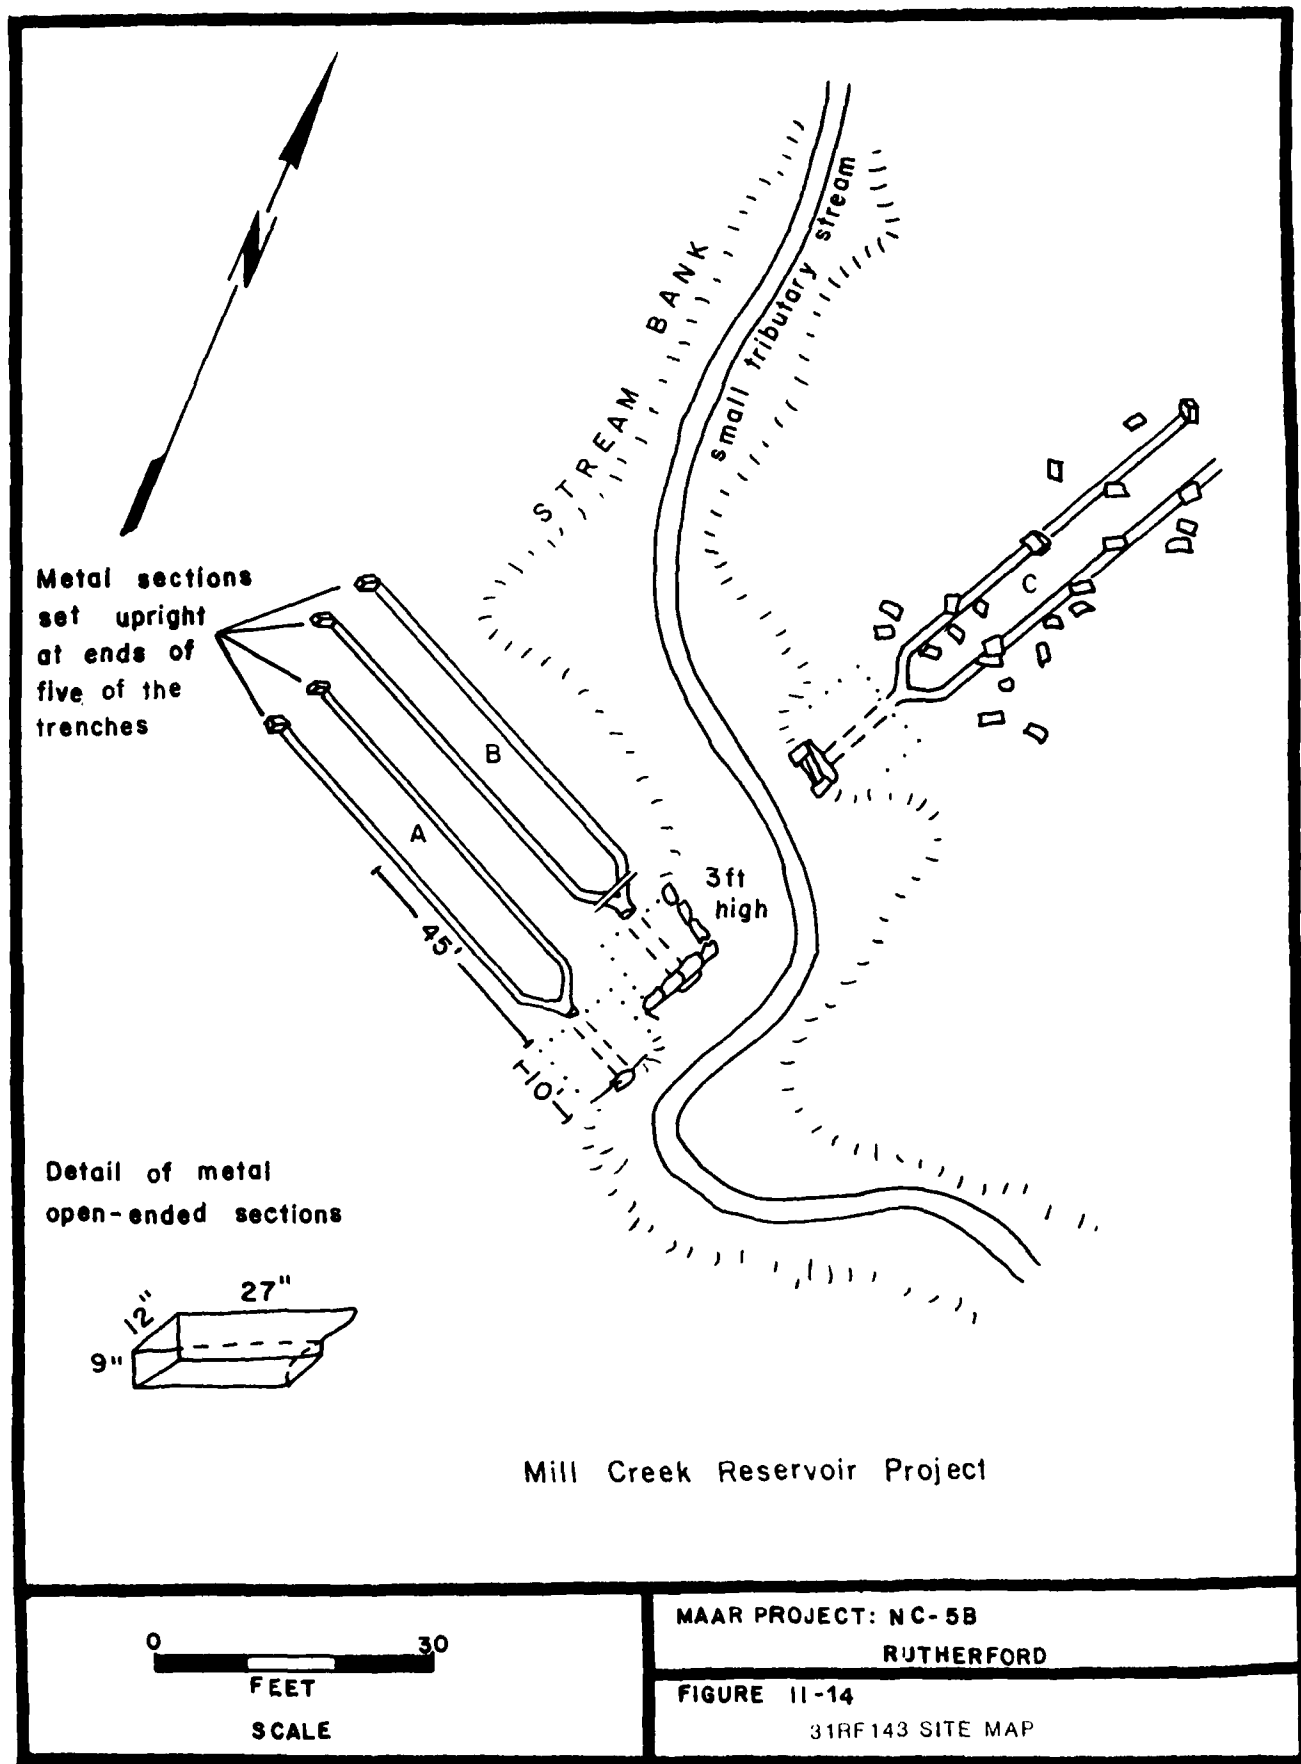 N
STREAM BANK
small tributary stream
Metal sections
set upright
at ends of
five of the
trenches
C
B
A
3ft
high
45'
10'
Detail of metal
open-ended sections
27"
12"
9"
Mill Creek Reservoir Project
0 30
FEET
SCALE
MAAR PROJECT: NC-5B
RUTHERFORD
FIGURE II-14
31RF143 SITE MAP